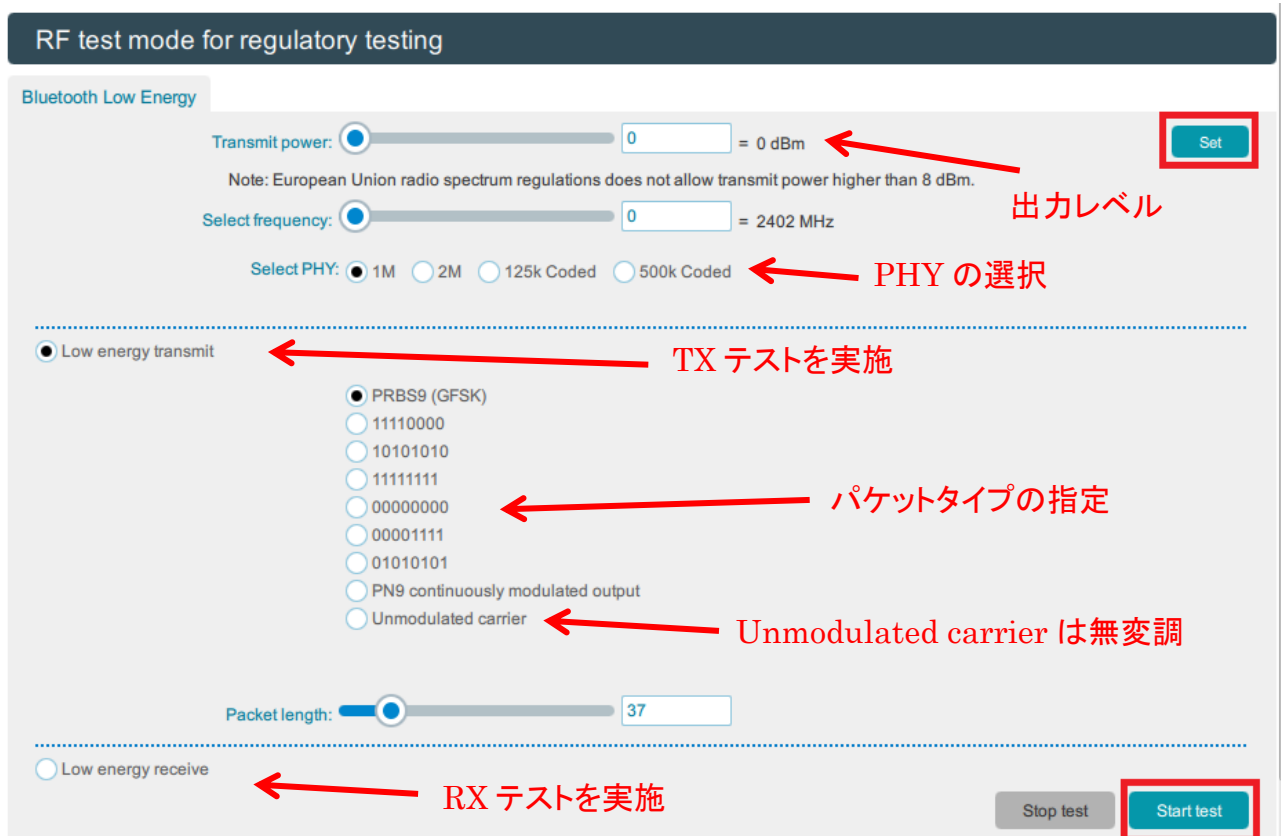 RF test mode for regulatory testing
Bluetooth Low Energy
Transmit power: 0 = 0 dBm
Set
Note: European Union radio spectrum regulations does not allow transmit power higher than 8 dBm.
出力レベル
Select frequency: 0 = 2402 MHz
Select PHY: 1M 2M 125k Coded 500k Coded
PHY の選択
Low energy transmit
TX テストを実施
PRBS9 (GFSK)
11110000
10101010
11111111
00000000
パケットタイプの指定
00001111
01010101
PN9 continuously modulated output
Unmodulated carrier
Unmodulated carrier は無変調
Packet length: 37
Low energy receive
RX テストを実施
Stop test
Start test